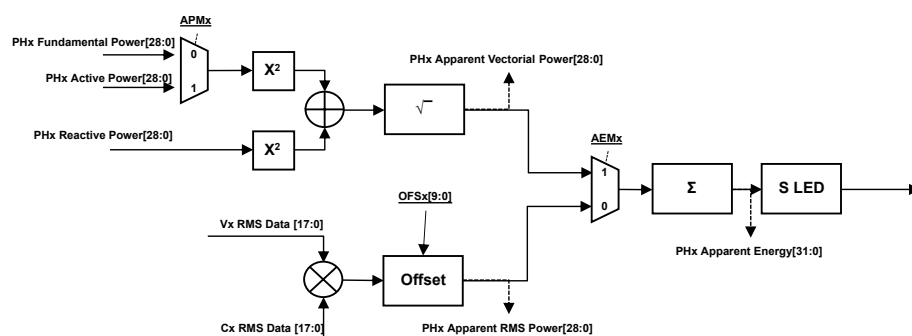 APMx
PHx Fundamental Power[28:0]
0
PHx Active Power[28:0]
1
X²
PHx Apparent Vectorial Power[28:0]
√
PHx Reactive Power[28:0]
X²
AEMx
1
0
Σ
S LED
OFSx[9:0]
Vx RMS Data [17:0]
Offset
PHx Apparent Energy[31:0]
Cx RMS Data [17:0]
PHx Apparent RMS Power[28:0]